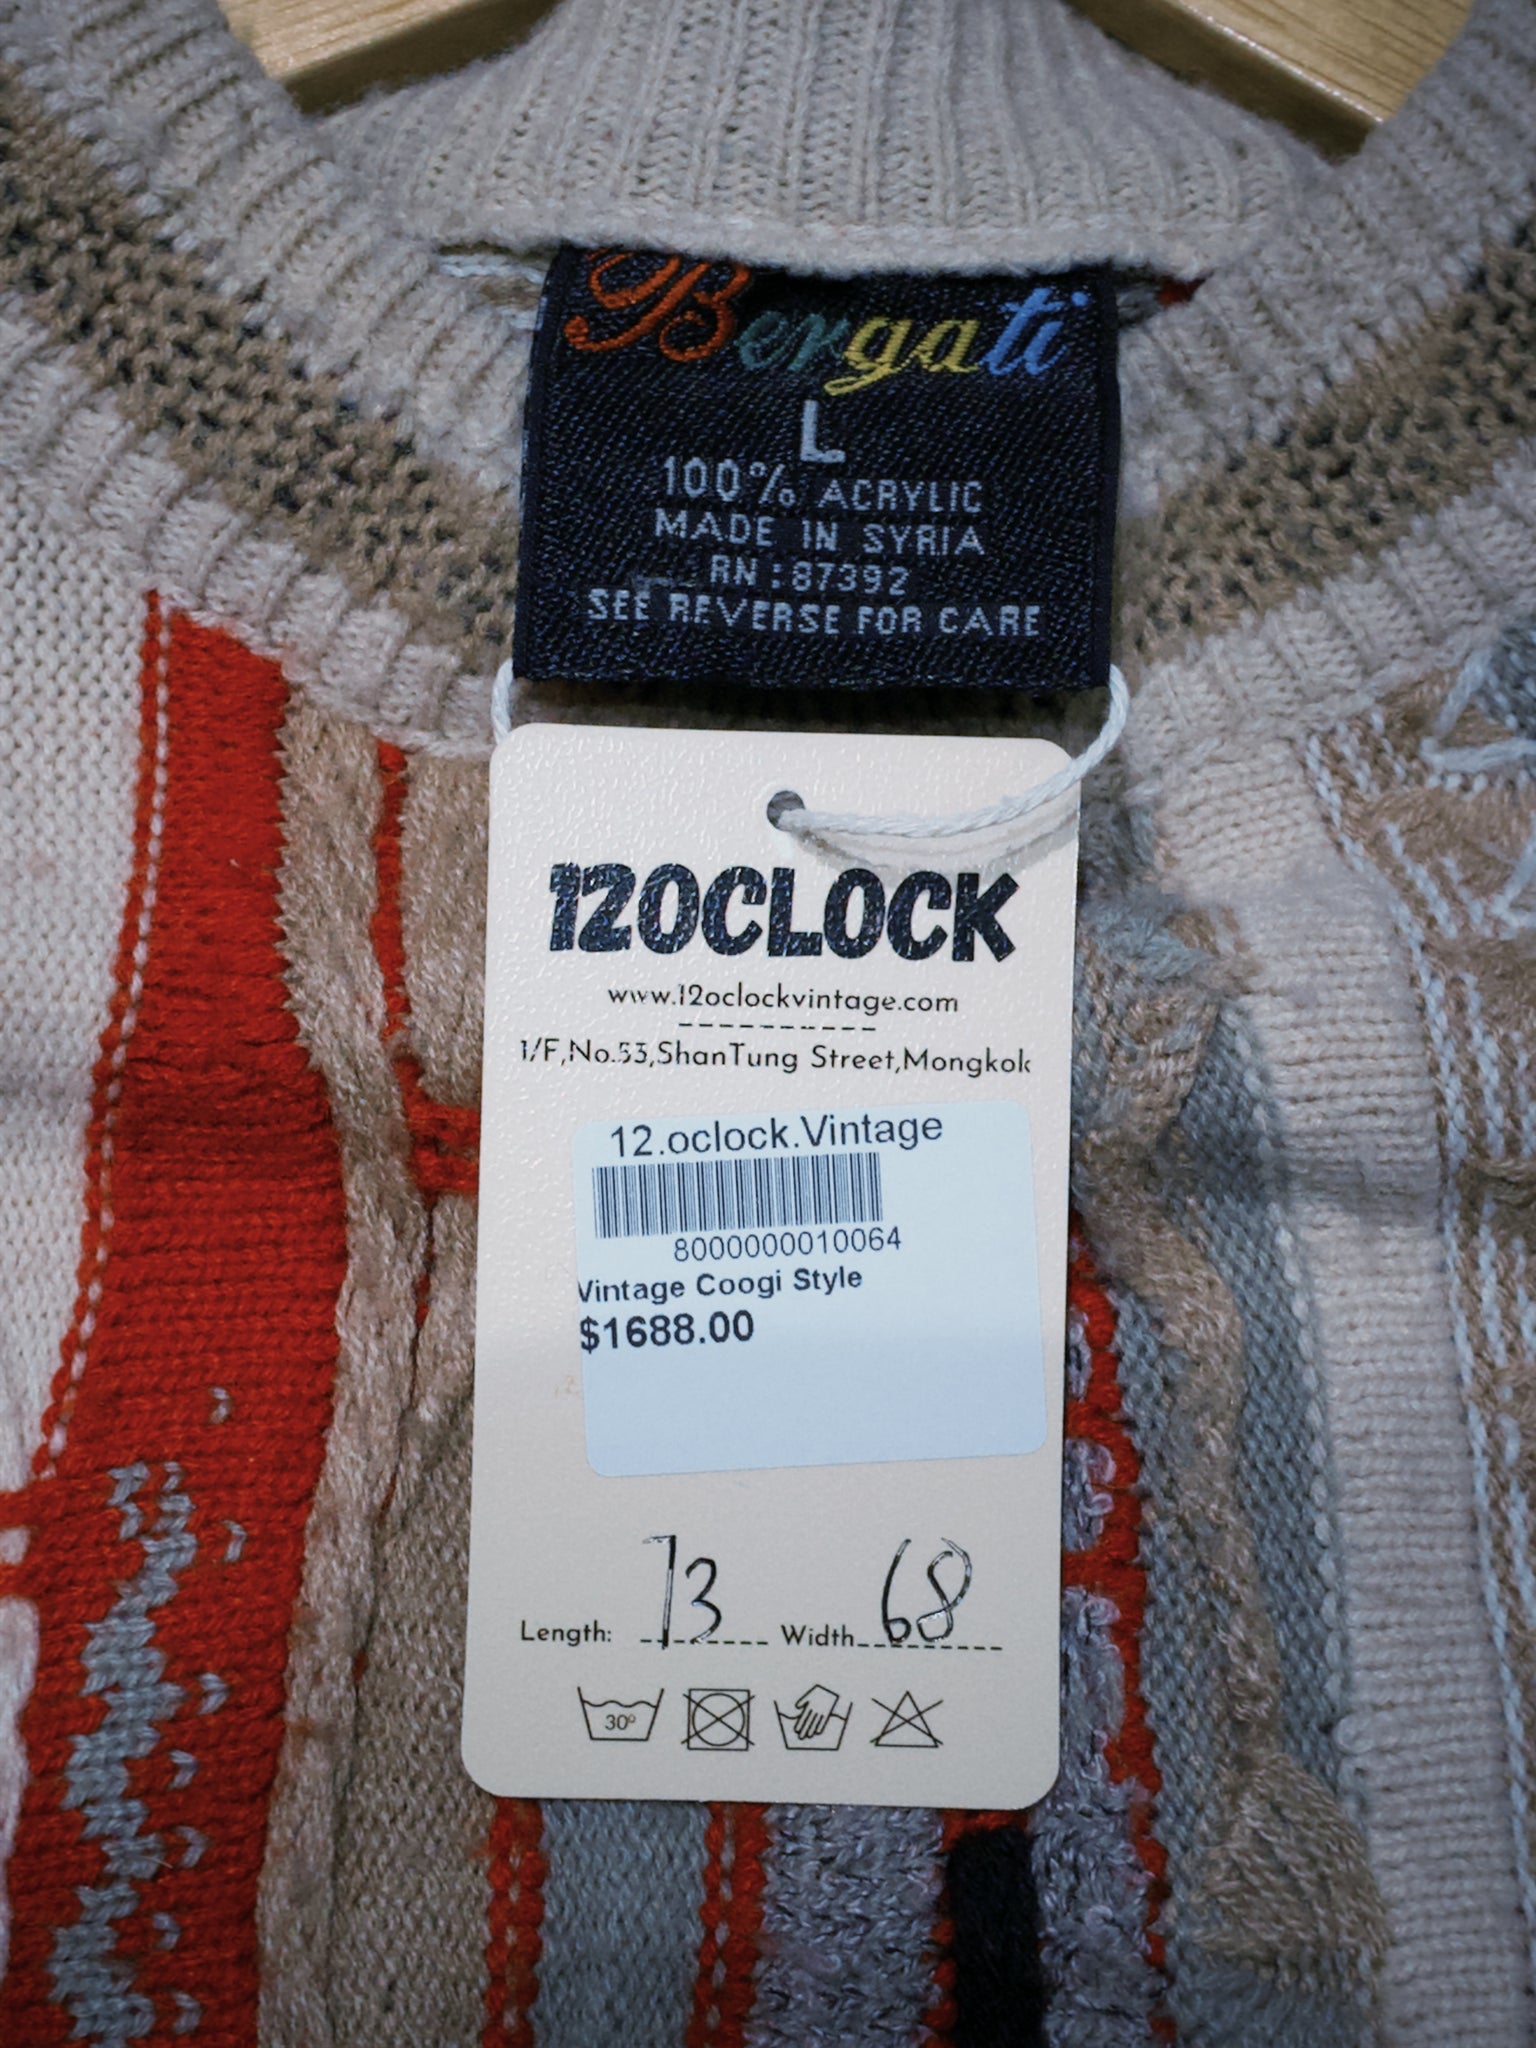 Bergati
L
100% ACRYLIC
MADE IN SYRIA
RN:87392
SEE REVERSE FOR CARE
12OCLOCK
www.12oclockvintage.com
1/F,No.53,ShanTung Street,Mongkok
12.oclock.Vintage
8000000010064
Vintage Coogi Style
$1688.00
Length: 73 Width 68
30°